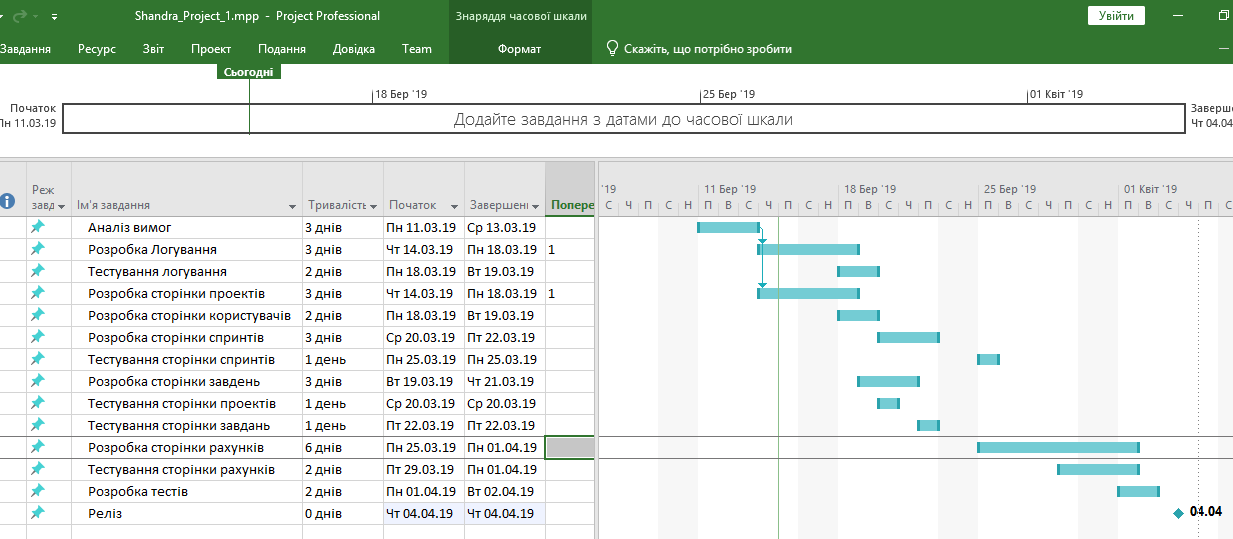 Shandra_Project_1.mpp - Project Professional
Знаряддя часової шкали
Увійти
Завдання Ресурс Звіт Проект Подання Довідка Team Формат Скажіть, що потрібно зробити
Сьогодні
18 Бер '19 25 Бер '19 01 Квіт '19
Початок
Пн 11.03.19
Додайте завдання з датами до часової шкали
Заверше
Чт 04.04
Реж
завд
Ім'я завдання Тривалість Початок Завершенн Попере
'19 11 Бер '19 18 Бер '19 25 Бер '19 01 Квіт '19
С Ч П С Н П В С Ч П С Н П В С Ч П С Н П В С Ч П С Н П В С Ч П С
Аналіз вимог 3 днів Пн 11.03.19 Ср 13.03.19
Розробка Логування 3 днів Чт 14.03.19 Пн 18.03.19 1
Тестування логування 2 днів Пн 18.03.19 Вт 19.03.19
Розробка сторінки проектів 3 днів Чт 14.03.19 Пн 18.03.19 1
Розробка сторінки користувачів 2 днів Пн 18.03.19 Вт 19.03.19
Розробка сторінки спринтів 3 днів Ср 20.03.19 Пт 22.03.19
Тестування сторінки спринтів 1 день Пн 25.03.19 Пн 25.03.19
Розробка сторінки завдень 3 днів Вт 19.03.19 Чт 21.03.19
Тестування сторінки проектів 1 день Ср 20.03.19 Ср 20.03.19
Тестування сторінки завдань 1 день Пт 22.03.19 Пт 22.03.19
Розробка сторінки рахунків 6 днів Пн 25.03.19 Пн 01.04.19
Тестування сторінки рахунків 2 днів Пт 29.03.19 Пн 01.04.19
Розробка тестів 2 днів Пн 01.04.19 Вт 02.04.19
Реліз 0 днів Чт 04.04.19 Чт 04.04.19 04.04